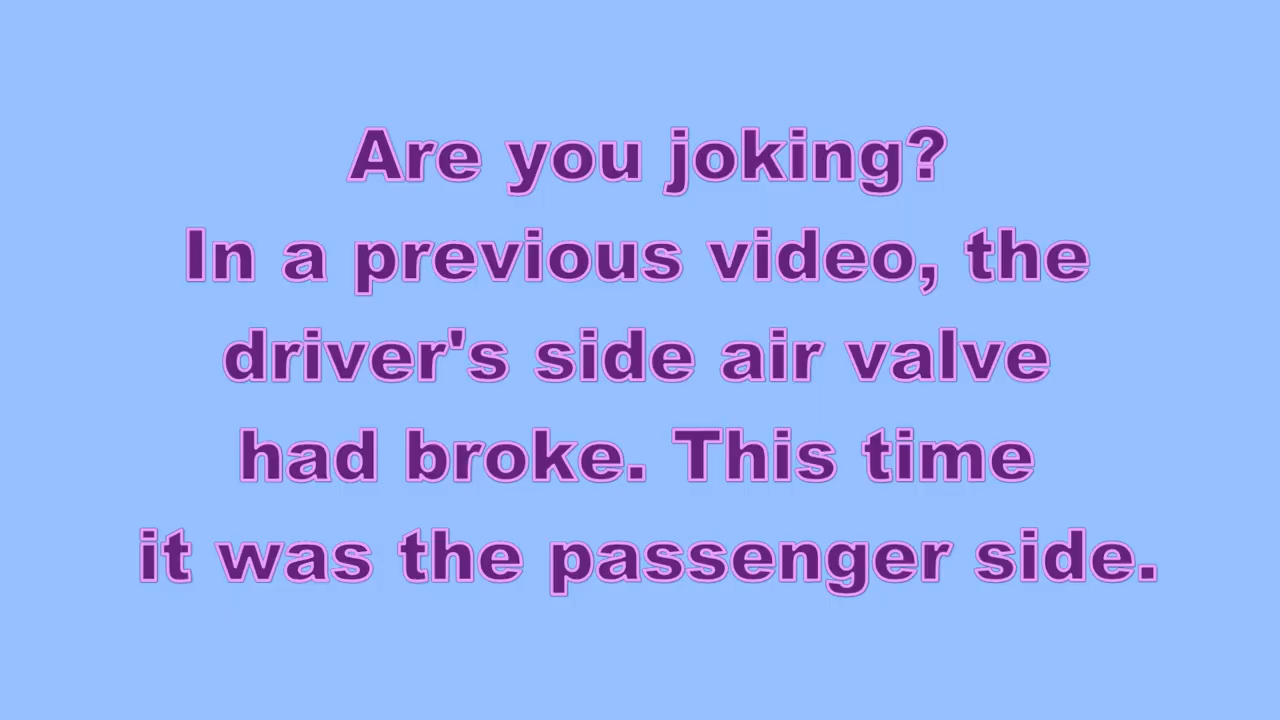 Are you joking?
In a previous video, the
driver's side air valve
had broke. This time
it was the passenger side.